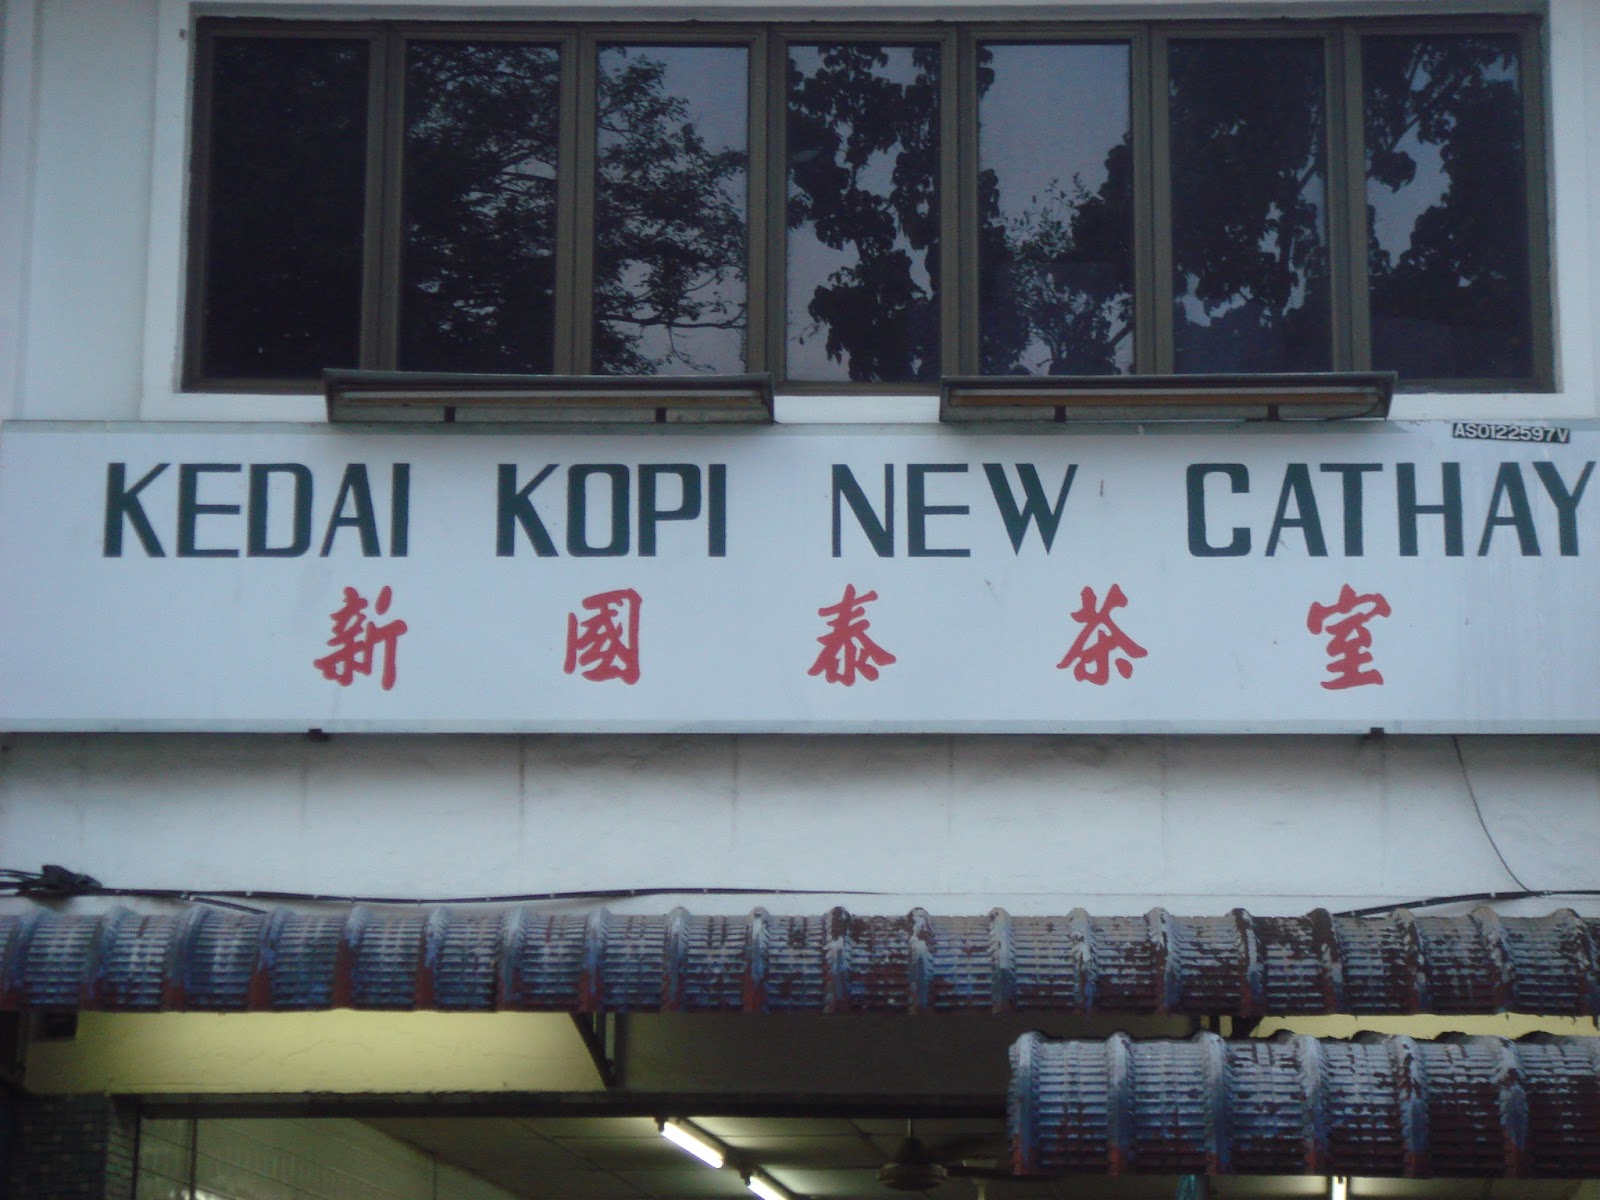 AS0122597V
KEDAI KOPI NEW CATHAY
新國泰茶室